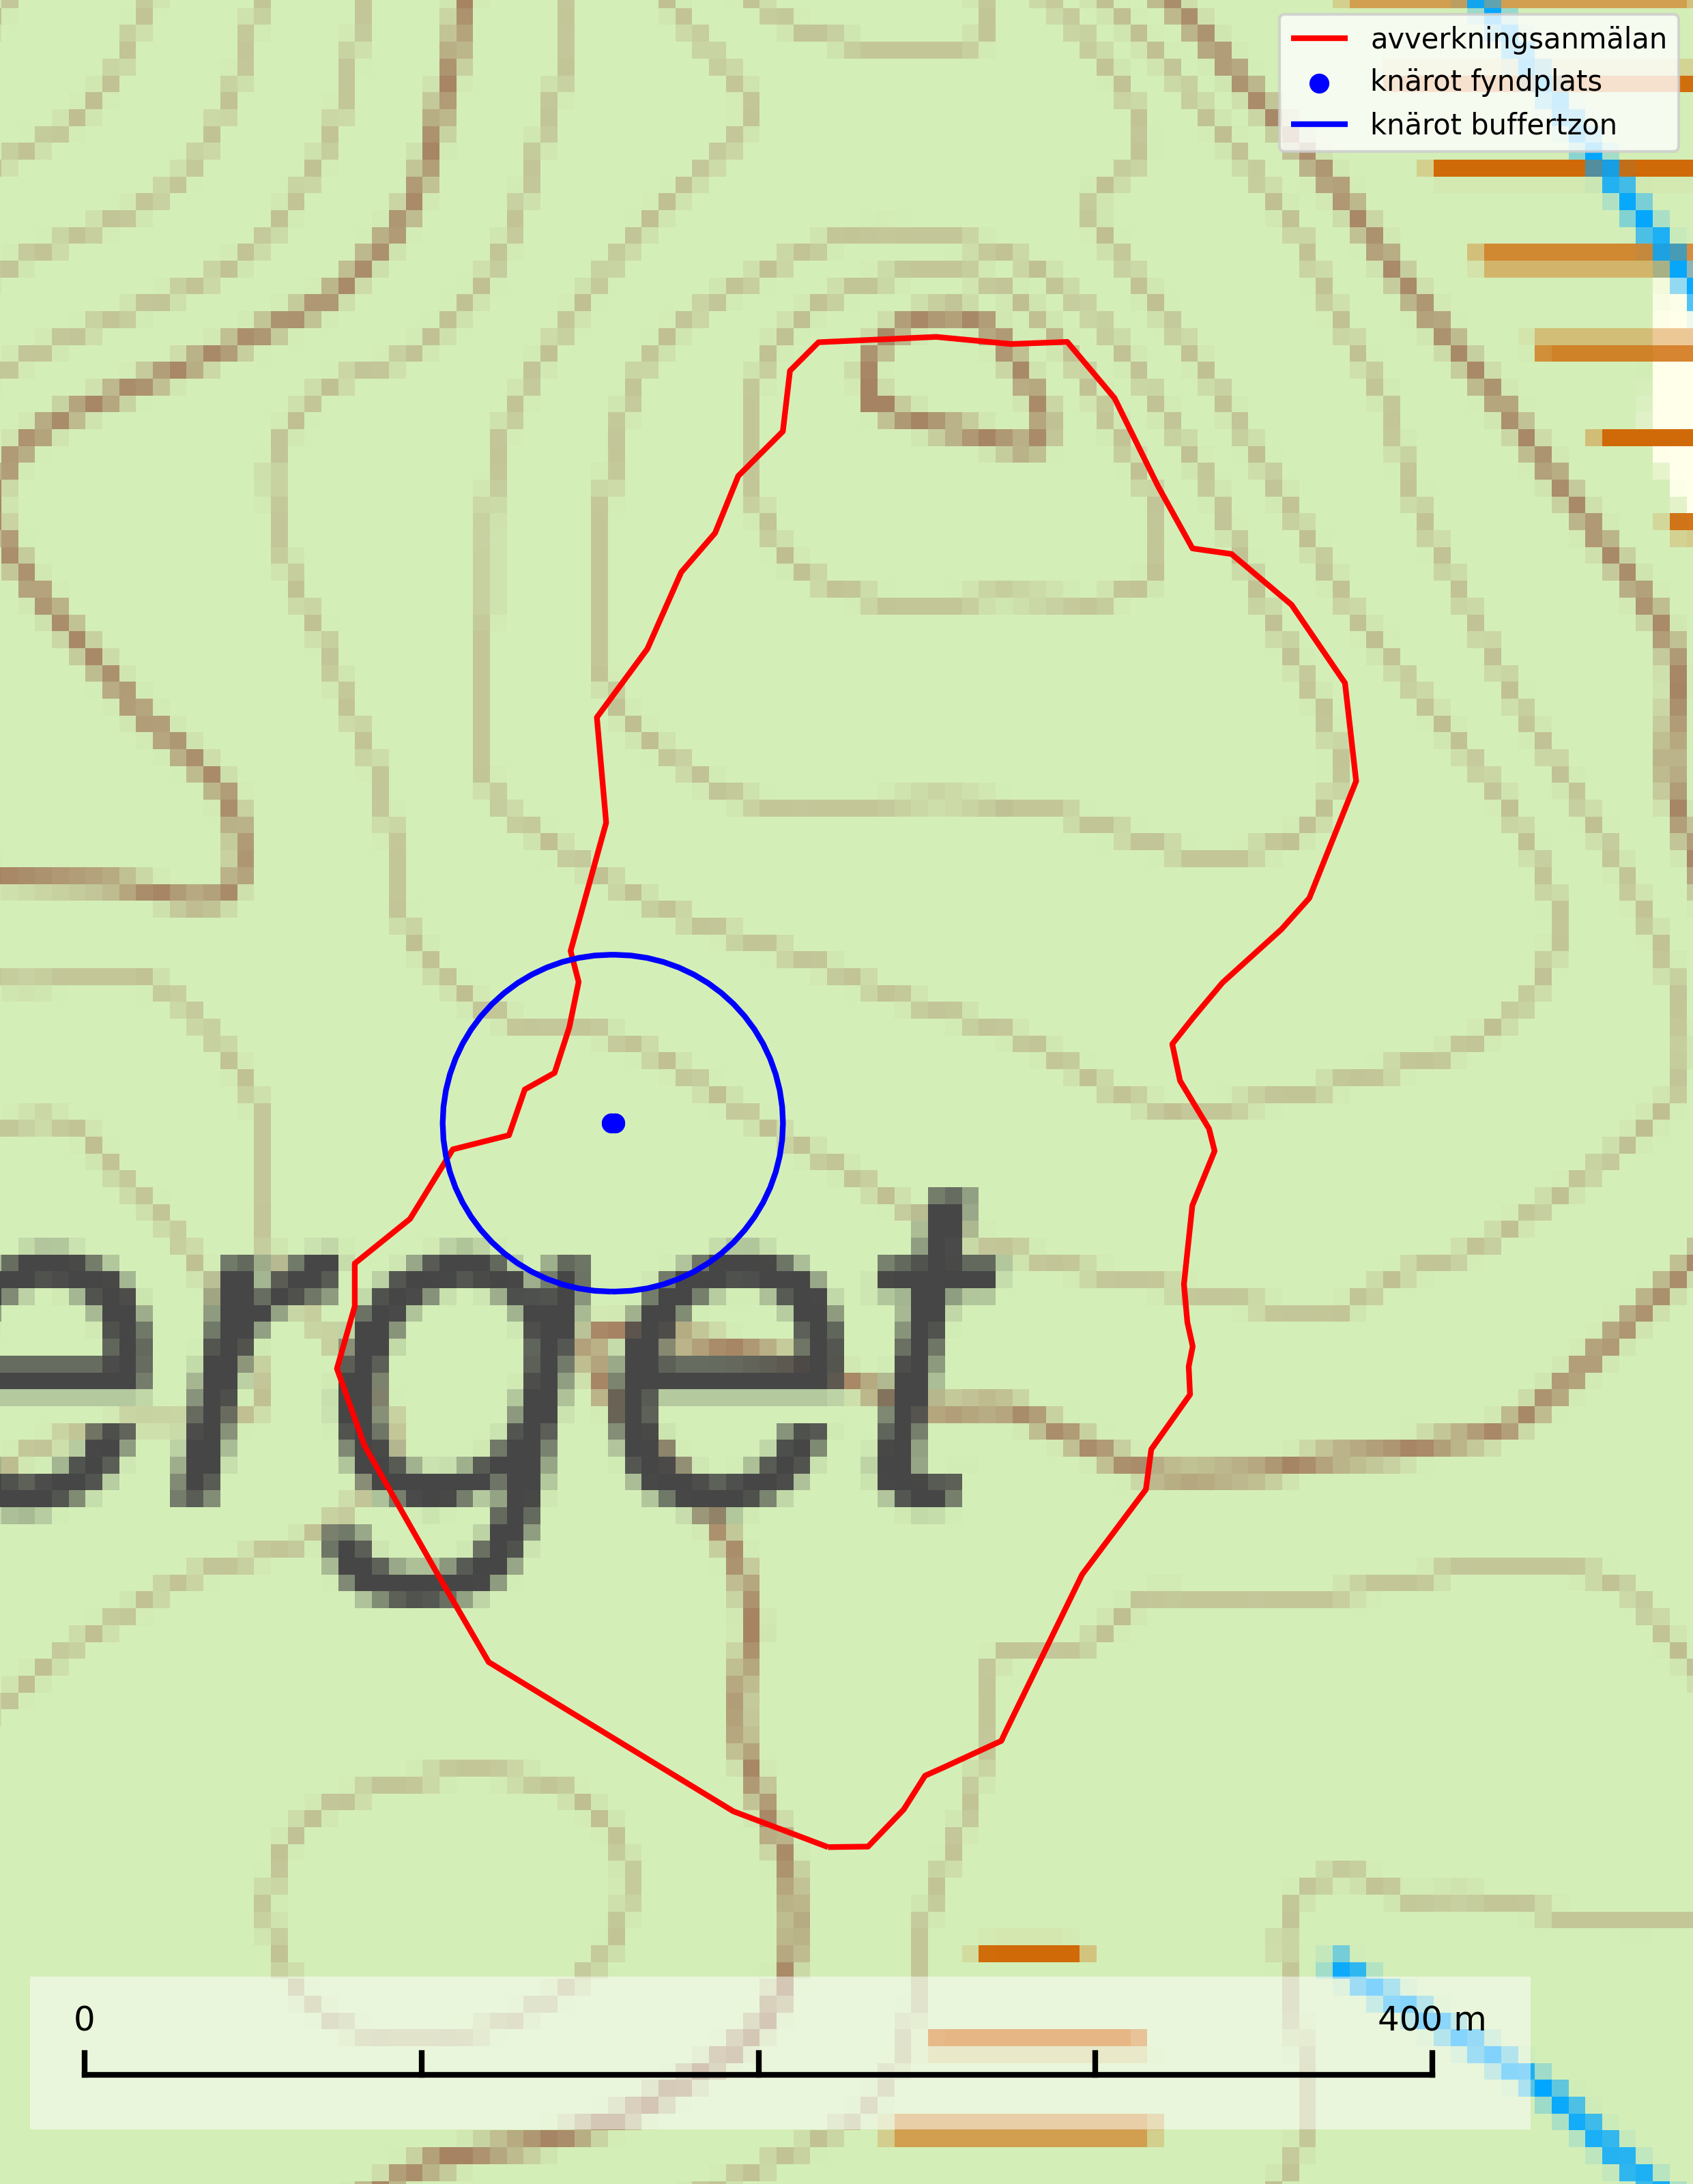 avverkningsanmälan
knärot fyndplats
knärot buffertzon
erget
0 400 m